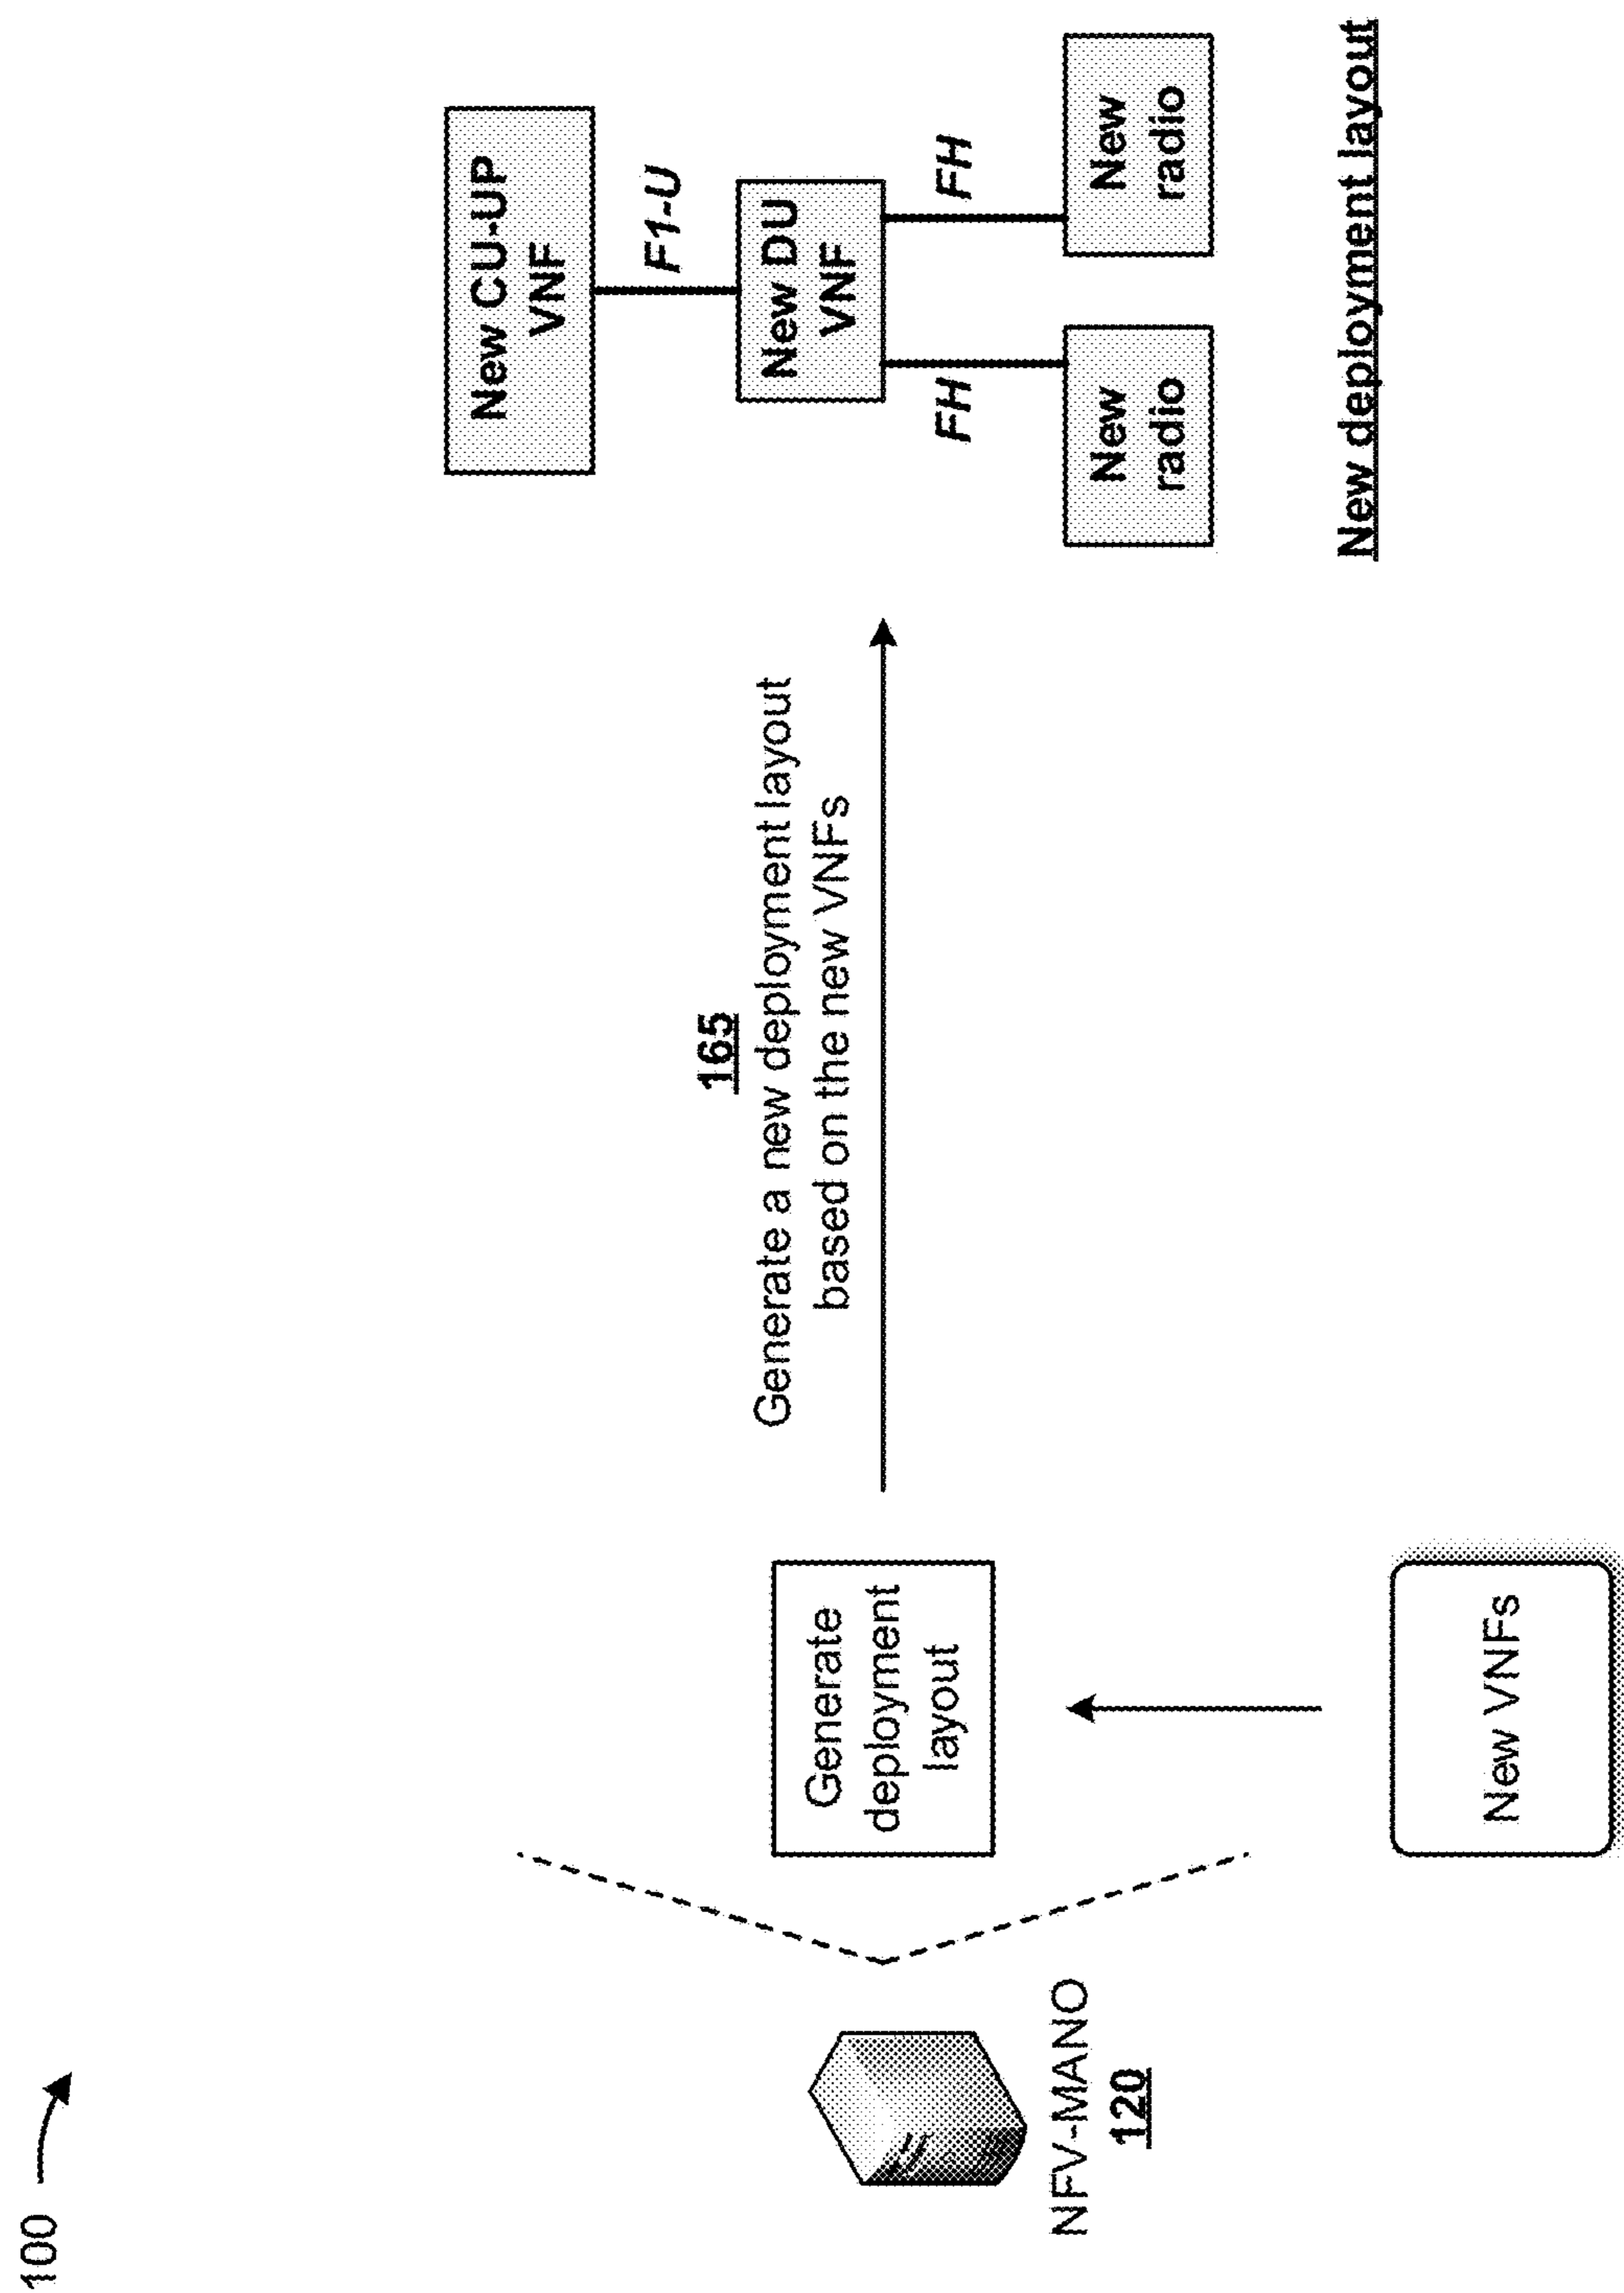 100
NFV-MANO
120
Generate
deployment
layout
New VNFs
165
Generate a new deployment layout
based on the new VNFs
New CU-UP
VNF
F1-U
New DU
VNF
FH
FH
New
radio
New
radio
New deployment layout